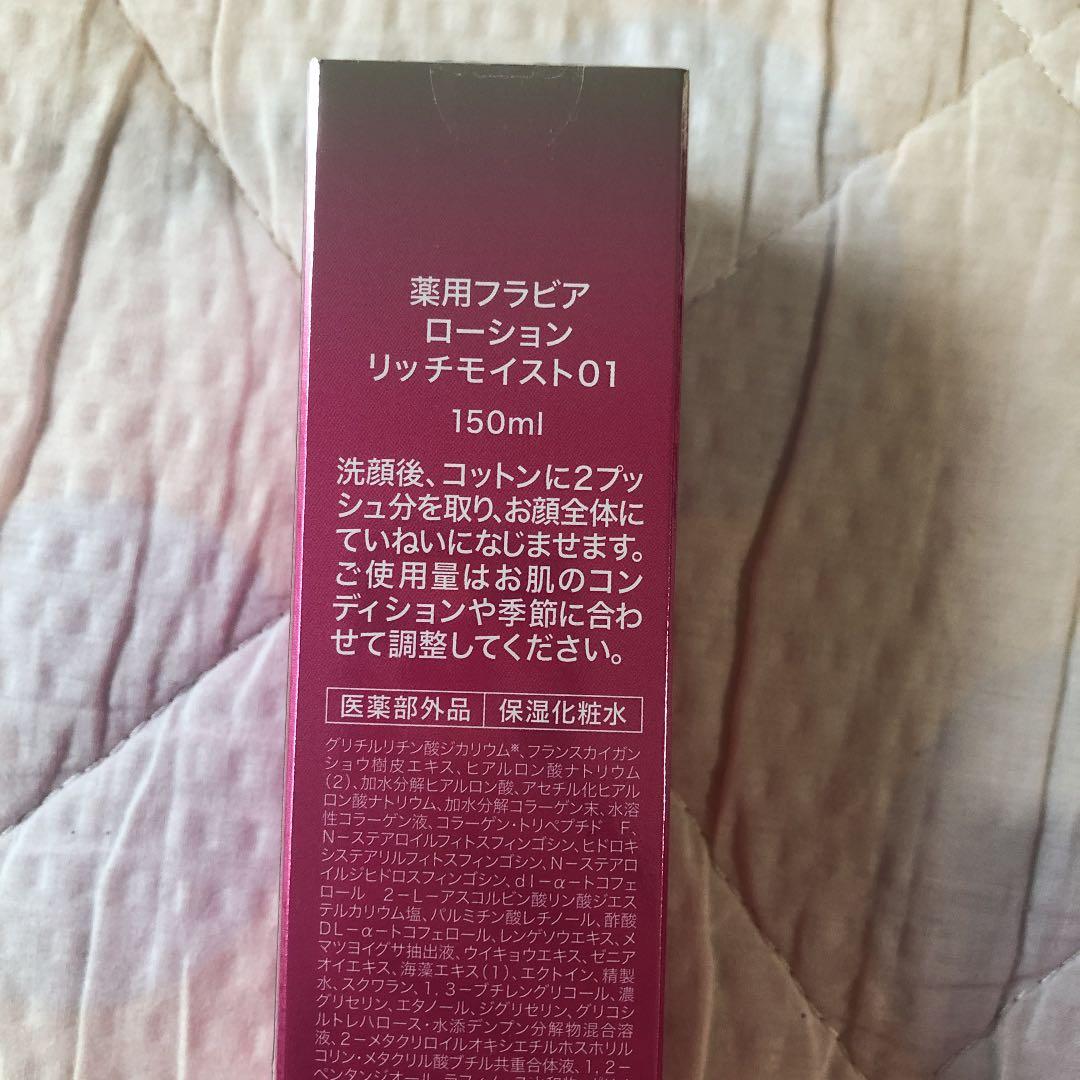 薬用フラビア
ローション
リッチモイスト01
150ml
洗顔後、コットンに2プッ
シュ分を取り、お顔全体に
ていねいになじませます。
ご使用量はお肌のコン
ディションや季節に合わ
せて調整してください。
医薬部外品 保湿化粧水
グリチルリチン酸ジカリウム※、フランスカイガン
ショウ樹皮エキス、ヒアルロン酸ナトリウム
(2)、加水分解ヒアルロン酸、アセチル化ヒアル
ロン酸ナトリウム、加水分解コラーゲン末、水溶
性コラーゲン液、コラーゲン・トリペプチド F、
N-ステアロイルフィトスフィンゴシン、ヒドロキ
システアリルフィトスフィンゴシン、N-ステアロ
イルジヒドロスフィンゴシン、dl-α-トコフェ
ロール 2-L-アスコルビン酸リン酸ジエス
テルカリウム塩、パルミチン酸レチノール、酢酸
DL-α-トコフェロール、レンゲソウエキス、メ
マツヨイグサ抽出液、ウイキョウエキス、ゼニア
オイエキス、海藻エキス(1)、エクトイン、精製
水、スクワラン、1,3-ブチレングリコール、濃
グリセリン、エタノール、ジグリセリン、グリコシ
ルトレハロース・水添デンプン分解物混合溶
液、2-メタクリロイルオキシエチルホスホリル
コリン・メタクリル酸ブチル共重合体液、1,2-
ペンタンジオール、